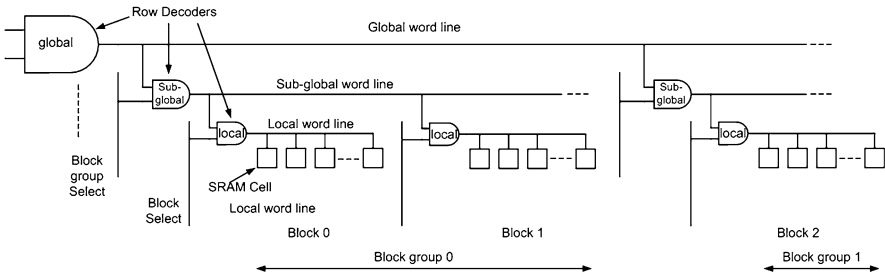 Row Decoders
Global word line
global
Sub-
global
Sub-global word line
Sub-
global
Local word line
local
local
local
Block
group
Select
SRAM Cell
Block
Select
Local word line
Block 0
Block 1
Block 2
Block group 0
Block group 1